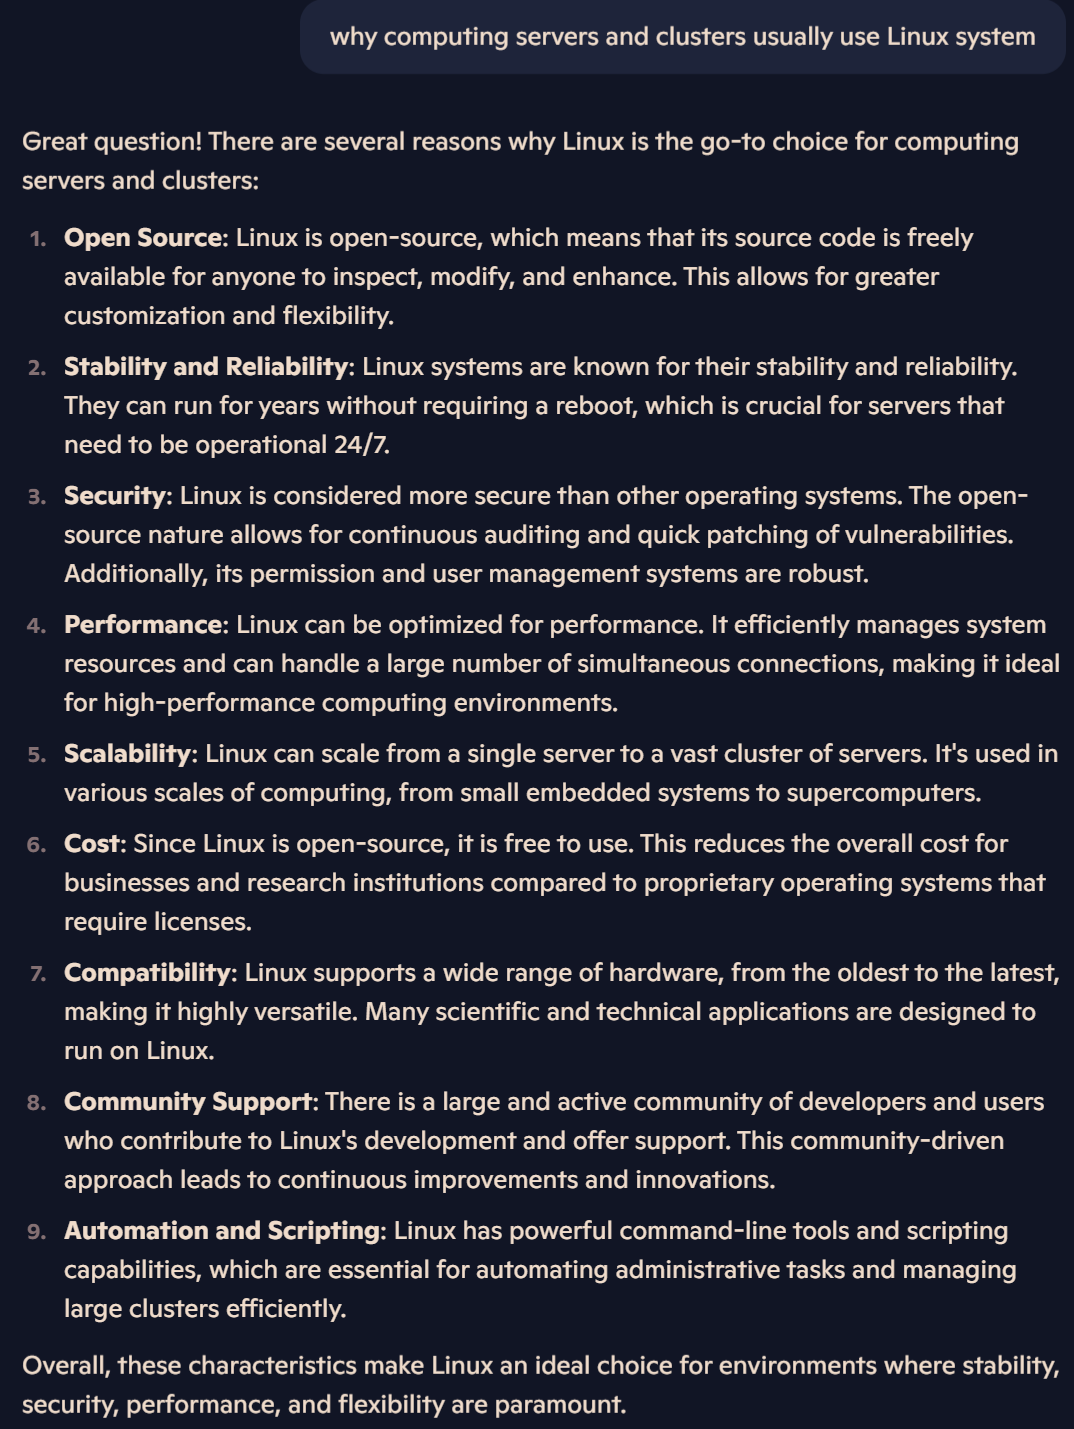 why computing servers and clusters usually use Linux system
Great question! There are several reasons why Linux is the go-to choice for computing
servers and clusters:
1. Open Source: Linux is open-source, which means that its source code is freely
available for anyone to inspect, modify, and enhance. This allows for greater
customization and flexibility.
2. Stability and Reliability: Linux systems are known for their stability and reliability.
They can run for years without requiring a reboot, which is crucial for servers that
need to be operational 24/7.
3. Security: Linux is considered more secure than other operating systems. The open-
source nature allows for continuous auditing and quick patching of vulnerabilities.
Additionally, its permission and user management systems are robust.
4. Performance: Linux can be optimized for performance. It efficiently manages system
resources and can handle a large number of simultaneous connections, making it ideal
for high-performance computing environments.
5. Scalability: Linux can scale from a single server to a vast cluster of servers. It's used in
various scales of computing, from small embedded systems to supercomputers.
6. Cost: Since Linux is open-source, it is free to use. This reduces the overall cost for
businesses and research institutions compared to proprietary operating systems that
require licenses.
7. Compatibility: Linux supports a wide range of hardware, from the oldest to the latest,
making it highly versatile. Many scientific and technical applications are designed to
run on Linux.
8. Community Support: There is a large and active community of developers and users
who contribute to Linux's development and offer support. This community-driven
approach leads to continuous improvements and innovations.
9. Automation and Scripting: Linux has powerful command-line tools and scripting
capabilities, which are essential for automating administrative tasks and managing
large clusters efficiently.
Overall, these characteristics make Linux an ideal choice for environments where stability,
security, performance, and flexibility are paramount.